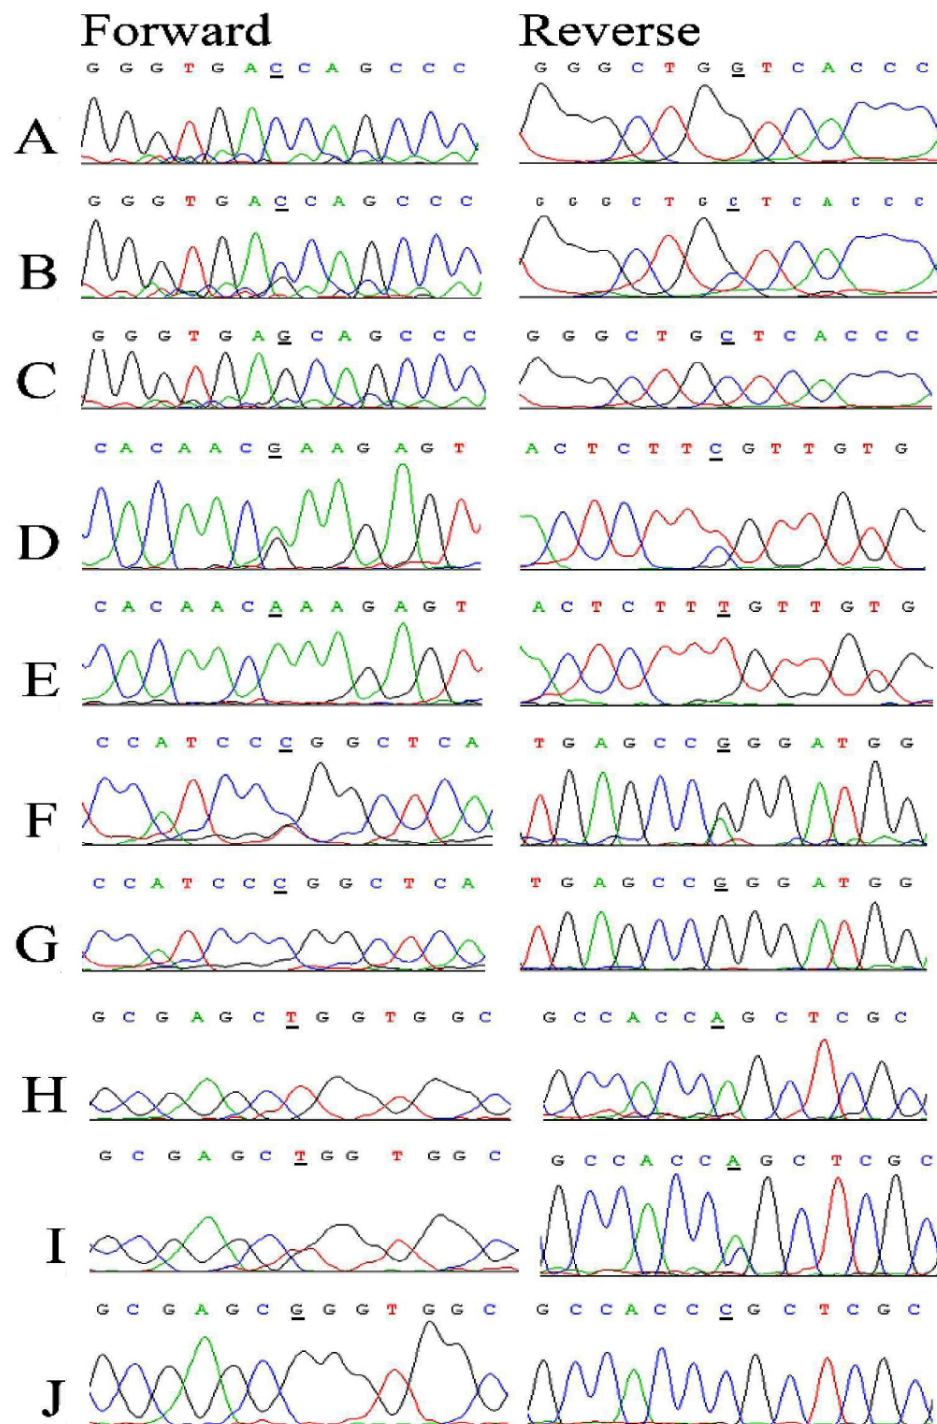 Forward Reverse
G G G T G A C C A G C C C G G G C T G G T C A C C C
A
G G G T G A C C A G C C C G G G C T G C T C A C C C
B
G G G T G A G C A G C C C G G G C T G C T C A C C C
C
C A C A A C G A A G A G T A C T C T T C G T T G T G
D
C A C A A C A A A G A G T A C T C T T T G T T G T G
E
C C A T C C C G G C T C A T G A G C C G G G A T G G
F
C C A T C C C G G C T C A T G A G C C G G G A T G G
G
G C G A G C T G G T G G C G C C A C C A G C T C G C
H
G C G A G C T G G T G G C G C C A C C A G C T C G C
I
G C G A G C G G G T G G C G C C A C C C G C T C G C
J